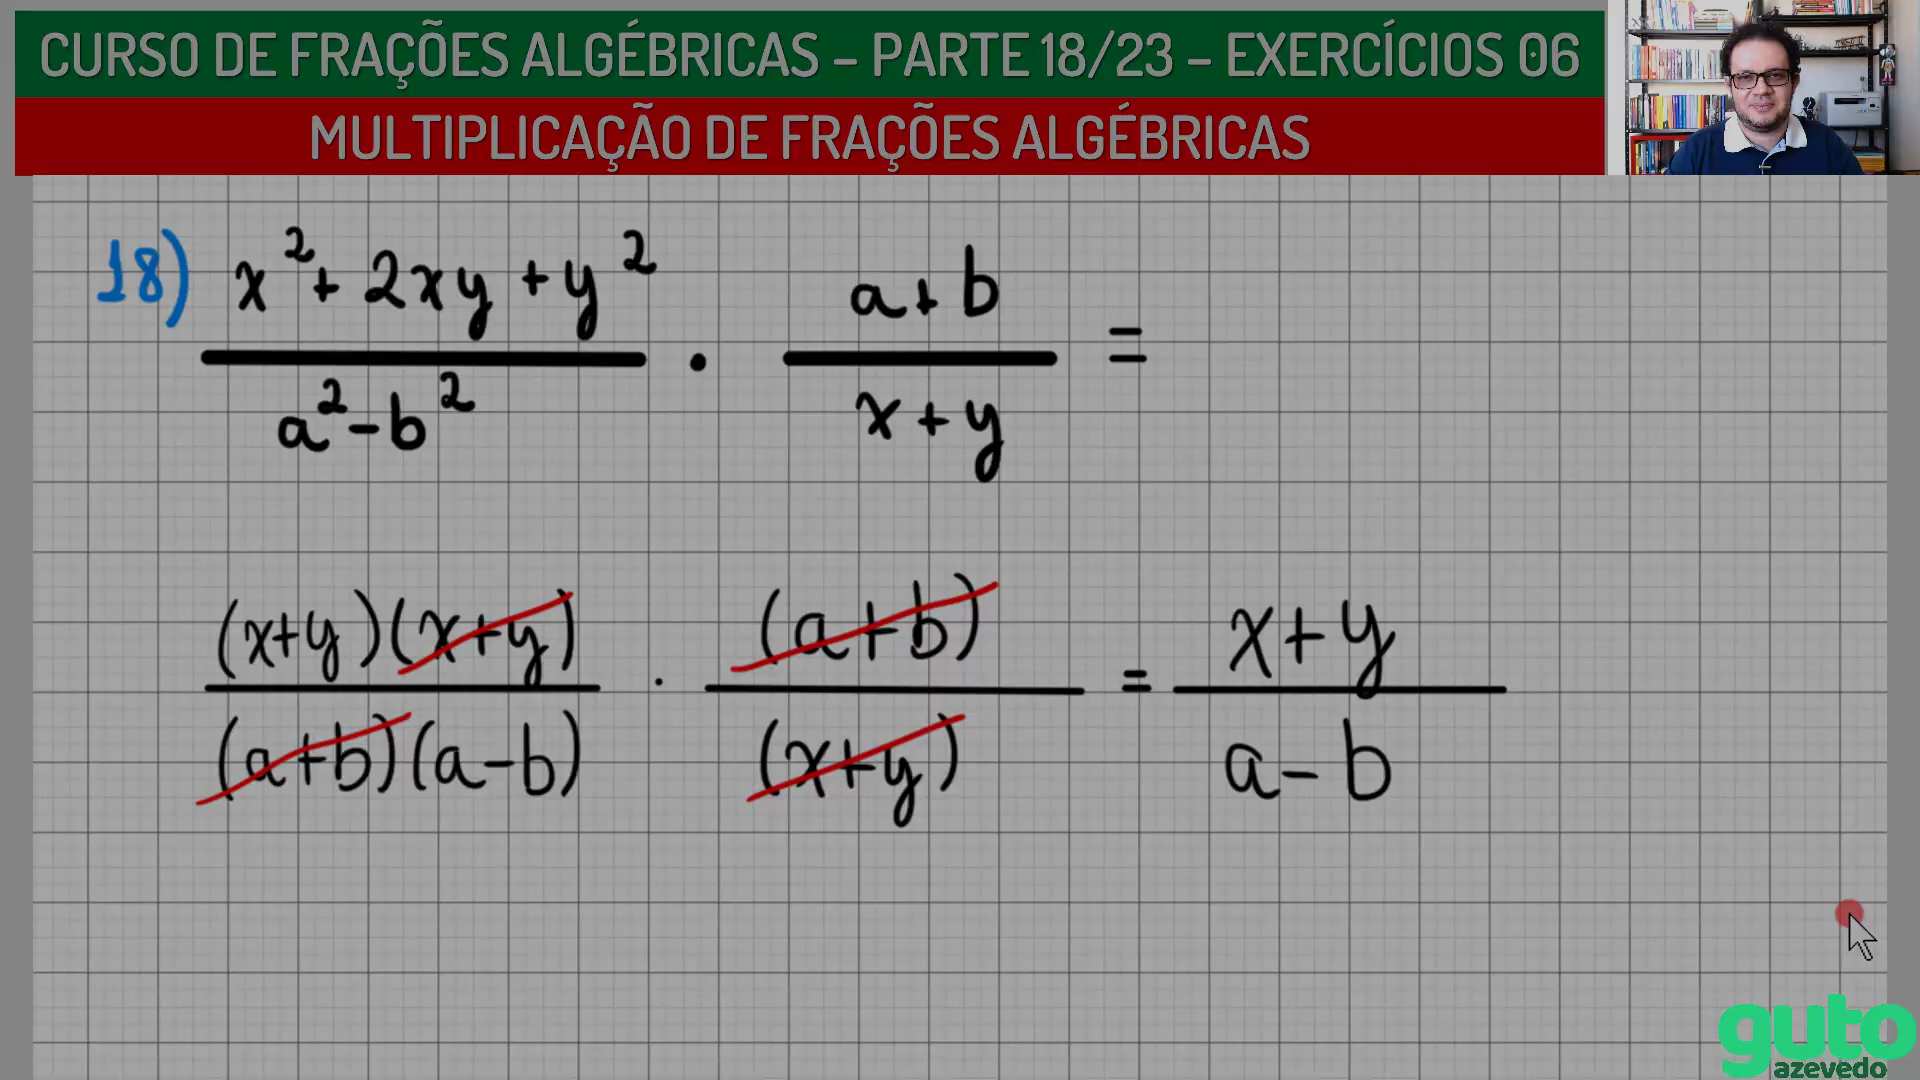 CURSO DE FRAÇÕES ALGÉBRICAS – PARTE 18/23 – EXERCÍCIOS 06
MULTIPLICAÇÃO DE FRAÇÕES ALGÉBRICAS
18) x² + 2xy + y² / a² - b² · a + b / x + y =
(x+y)(x+y) / (a+b)(a-b) · (a+b) / (x+y) = x+y / a-b
guto
azevedo